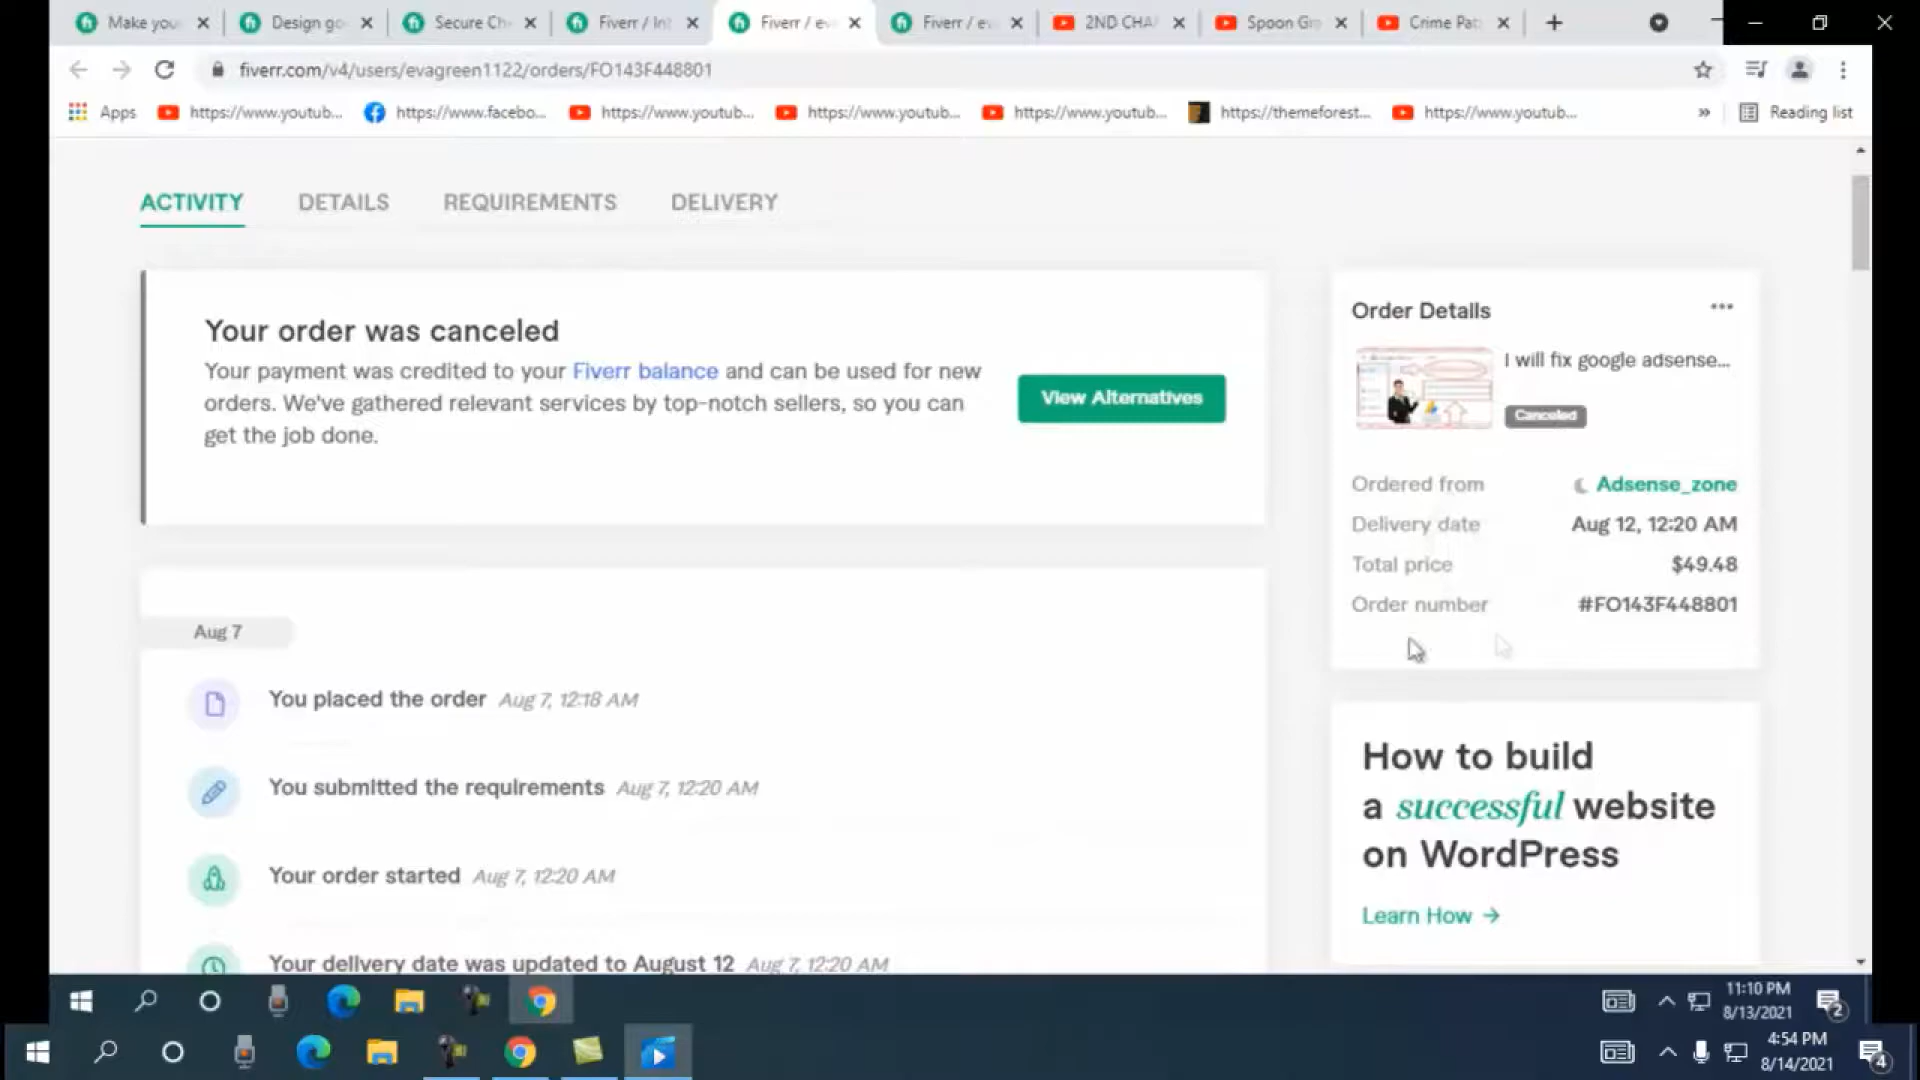 Make you
Design go
Secure Ch
Fiverr / Int
Fiverr / ev
Fiverr / e
2ND CHA
Spoon Gr
Crime Pat
fiverr.com/v4/users/evagreen1122/orders/FO143F448801
Apps
https://www.youtub...
https://www.facebo...
https://www.youtub...
https://www.youtub...
https://www.youtub...
https://themeforest...
https://www.youtub...
»
Reading list
ACTIVITY
DETAILS
REQUIREMENTS
DELIVERY
Your order was canceled
Your payment was credited to your Fiverr balance and can be used for new
orders. We've gathered relevant services by top-notch sellers, so you can
get the job done.
View Alternatives
Order Details
I will fix google adsense...
Canceled
Ordered from Adsense_zone
Delivery date Aug 12, 12:20 AM
Total price $49.48
Order number #FO143F448801
Aug 7
You placed the order Aug 7, 12:18 AM
You submitted the requirements Aug 7, 12:20 AM
Your order started Aug 7, 12:20 AM
Your delivery date was updated to August 12 Aug 7, 12:20 AM
How to build
a successful website
on WordPress
Learn How →
11:10 PM
8/13/2021
2
4:54 PM
8/14/2021
4